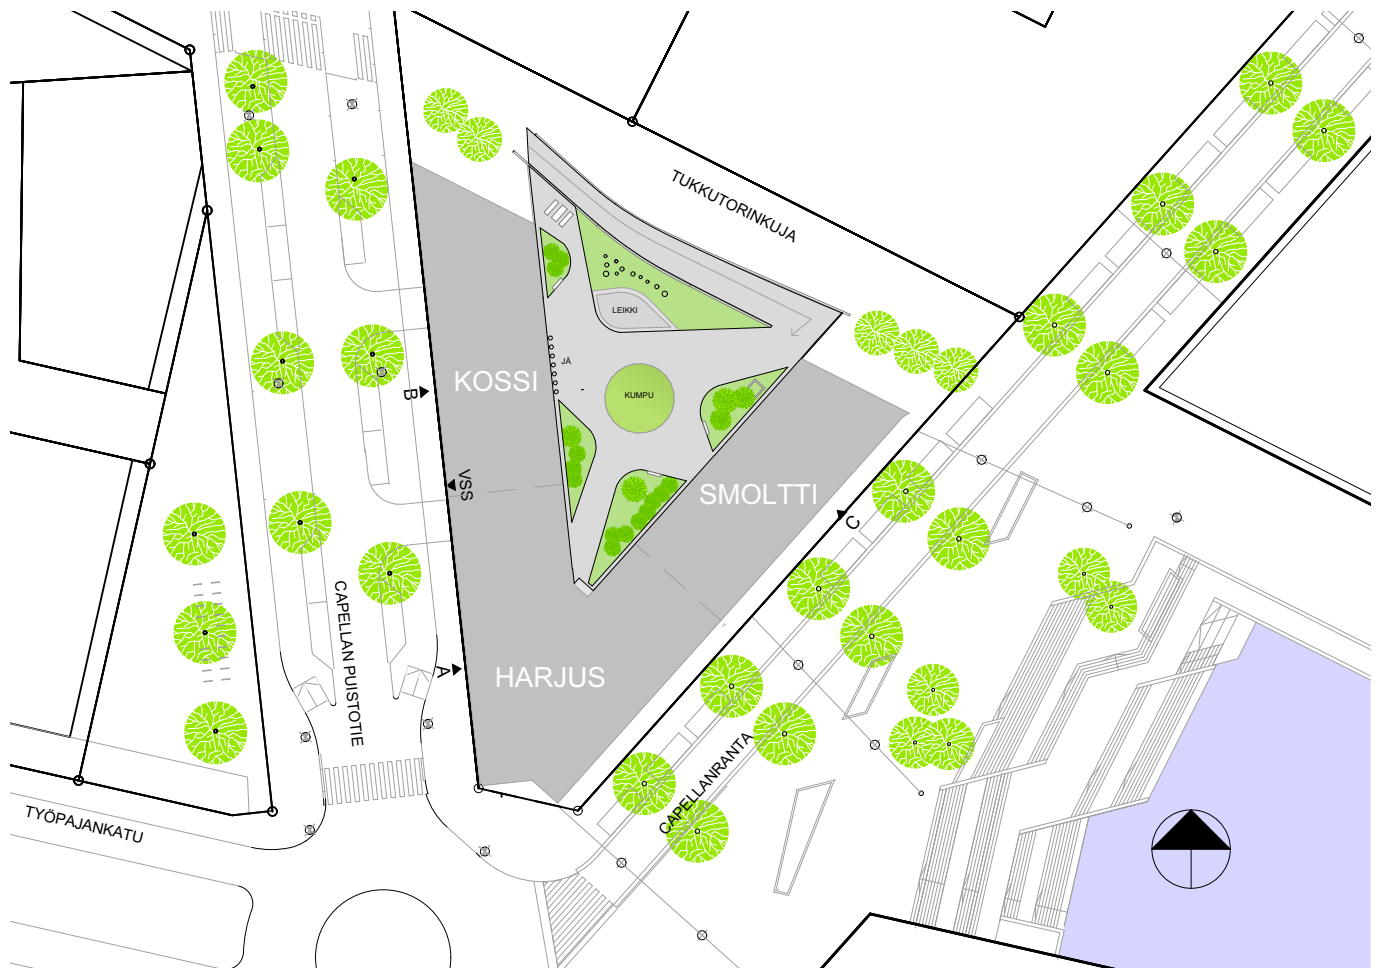 TUKKUTORINKUJA
LEIKKI
JÄ
KOSSI
B
KUMPU
VSS
SMOLTTI
C
CAPELLAN PUISTOTIE
A
HARJUS
CAPELLANRANTA
TYÖPAJANKATU